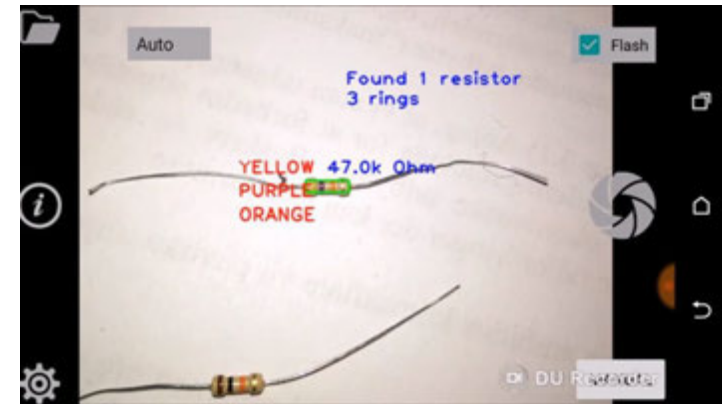 Auto
Flash
Found 1 resistor
3 rings
YELLOW 47.0k Ohm
PURPLE
ORANGE
DU Recorder